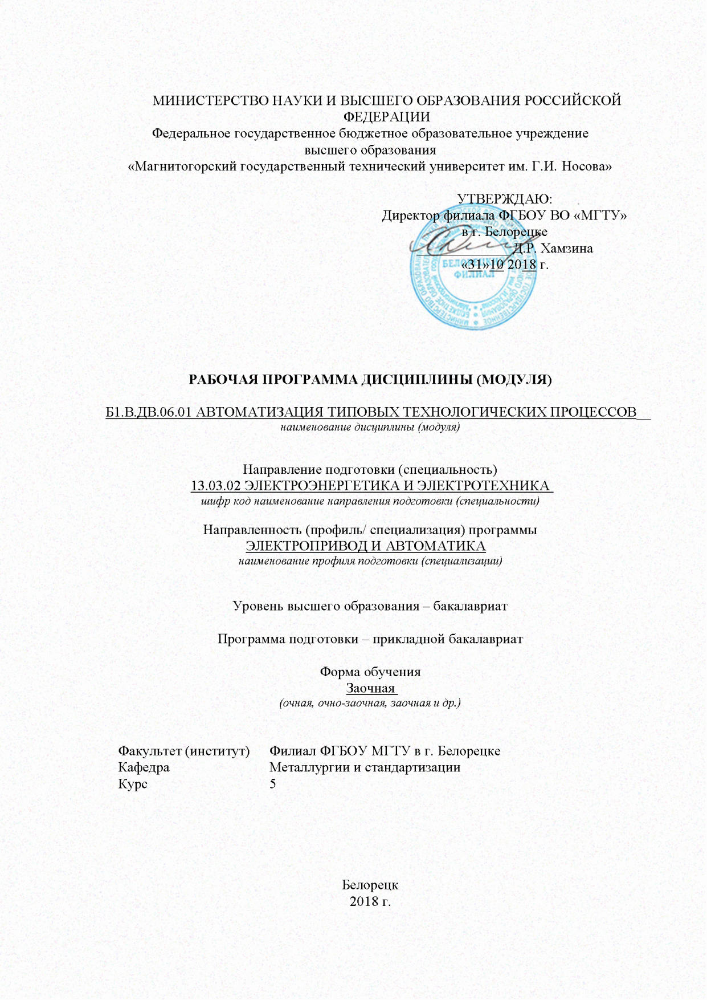 МИНИСТЕРСТВО НАУКИ И ВЫСШЕГО ОБРАЗОВАНИЯ РОССИЙСКОЙ
ФЕДЕРАЦИИ
Федеральное государственное бюджетное образовательное учреждение
высшего образования
«Магнитогорский государственный технический университет им. Г.И. Носова»
УТВЕРЖДАЮ:
Директор филиала ФГБОУ ВО «МГТУ»
в г. Белорецке
Д.Р. Хамзина
«31»10 2018 г.
БЕЛОРЕЦКИЙ
ФИЛИАЛ
РАБОЧАЯ ПРОГРАММА ДИСЦИПЛИНЫ (МОДУЛЯ)
Б1.В.ДВ.06.01 АВТОМАТИЗАЦИЯ ТИПОВЫХ ТЕХНОЛОГИЧЕСКИХ ПРОЦЕССОВ
наименование дисциплины (модуля)
Направление подготовки (специальность)
13.03.02 ЭЛЕКТРОЭНЕРГЕТИКА И ЭЛЕКТРОТЕХНИКА
шифр код наименование направления подготовки (специальности)
Направленность (профиль/ специализация) программы
ЭЛЕКТРОПРИВОД И АВТОМАТИКА
наименование профиля подготовки (специализации)
Уровень высшего образования – бакалавриат
Программа подготовки – прикладной бакалавриат
Форма обучения
Заочная
(очная, очно-заочная, заочная и др.)
Факультет (институт) Филиал ФГБОУ МГТУ в г. Белорецке
Кафедра Металлургии и стандартизации
Курс 5
Белорецк
2018 г.